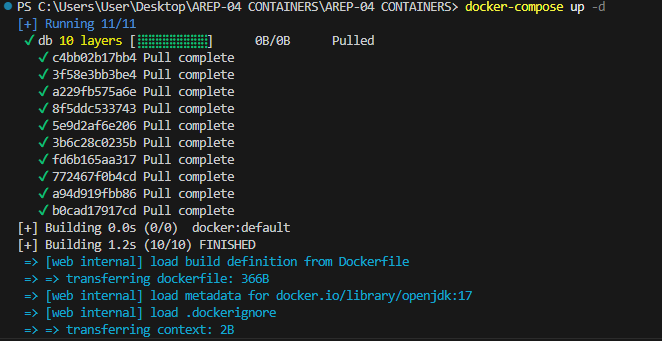 PS C:\Users\User\Desktop\AREP-04 CONTAINERS\AREP-04 CONTAINERS> docker-compose up -d
[+] Running 11/11
✔ db 10 layers [⣿⣿⣿⣿⣿⣿⣿⣿⣿⣿] 0B/0B Pulled
✔ c4bb02b17bb4 Pull complete
✔ 3f58e3bb3be4 Pull complete
✔ a229fb575a6e Pull complete
✔ 8f5ddc533743 Pull complete
✔ 5e9d2af6e206 Pull complete
✔ 3b6c28c0235b Pull complete
✔ fd6b165aa317 Pull complete
✔ 772467f0b4cd Pull complete
✔ a94d919fbb86 Pull complete
✔ b0cad17917cd Pull complete
[+] Building 0.0s (0/0) docker:default
[+] Building 1.2s (10/10) FINISHED
=> [web internal] load build definition from Dockerfile
=> => transferring dockerfile: 366B
=> [web internal] load metadata for docker.io/library/openjdk:17
=> [web internal] load .dockerignore
=> => transferring context: 2B